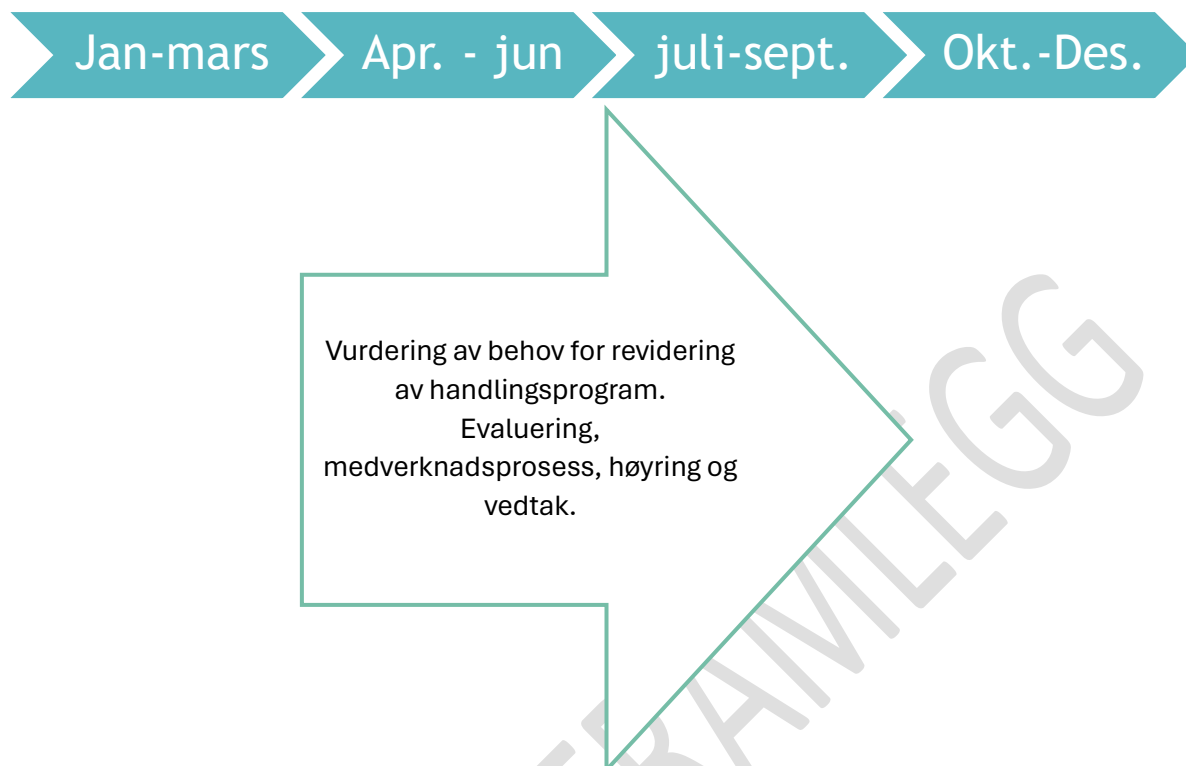 Jan-mars
Apr. - jun
juli-sept.
Okt.-Des.
Vurdering av behov for revidering
av handlingsprogram.
Evaluering,
medverknadsprosess, høyring og
vedtak.
RAMLEGG